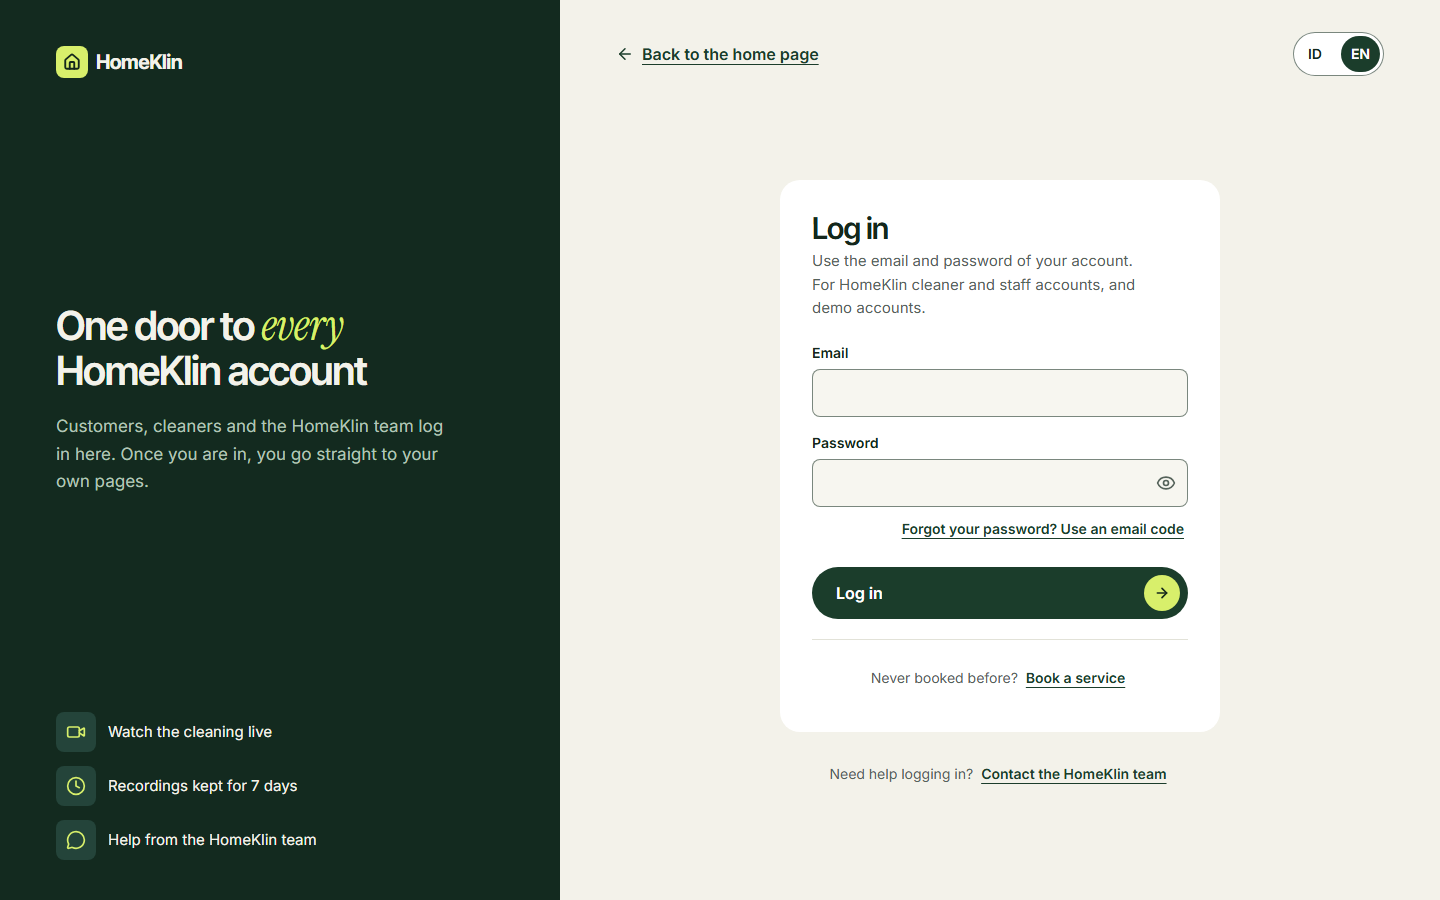 HomeKlin
One door to every
HomeKlin account
Customers, cleaners and the HomeKlin team log
in here. Once you are in, you go straight to your
own pages.
Watch the cleaning live
Recordings kept for 7 days
Help from the HomeKlin team
Back to the home page
ID EN
Log in
Use the email and password of your account.
For HomeKlin cleaner and staff accounts, and
demo accounts.
Email
Password
Forgot your password? Use an email code
Log in
Never booked before? Book a service
Need help logging in? Contact the HomeKlin team